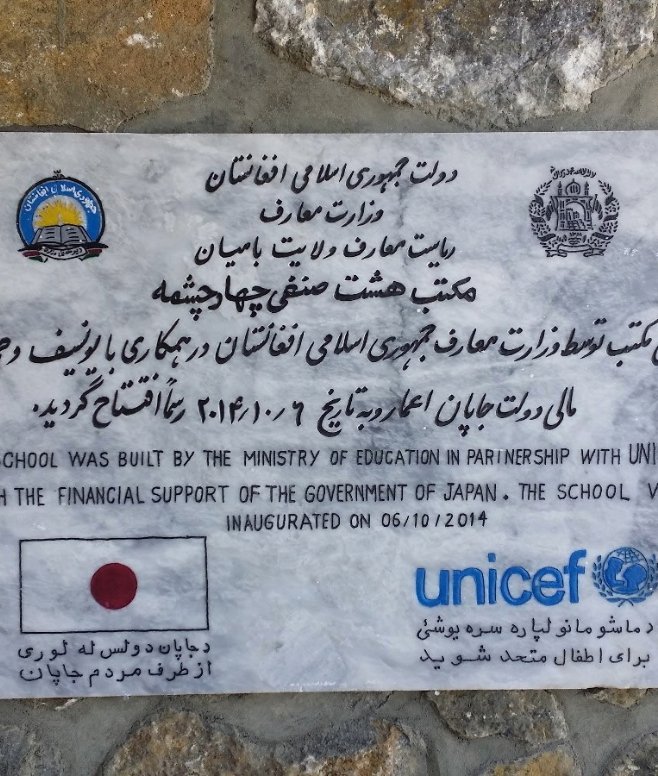 دولت جمهوری اسلامی افغانستان
وزارت معارف
ریاست معارف ولایت بامیان
مکتب هشت صنفی چهارچشمه
مکتب توسط وزارت معارف جمهوری اسلامی افغانستان در همکاری با یونسیف و
مالی دولت جاپان اعمار و به تاریخ ۲۰۱۴٫۱۰٫۶ رسماً افتتاح گردید.
SCHOOL WAS BUILT BY THE MINISTRY OF EDUCATION IN PARINERSHIP WITH UNI
THE FINANCIAL SUPPORT OF THE GOVERNMENT OF JAPAN. THE SCHOOL
INAUGURATED ON 06/10/2014
unicef
د جاپان دولس له لوری
از طرف مردم جاپان
د ماشومانو لپاره سره یوشئ
برای اطفال متحد شوید